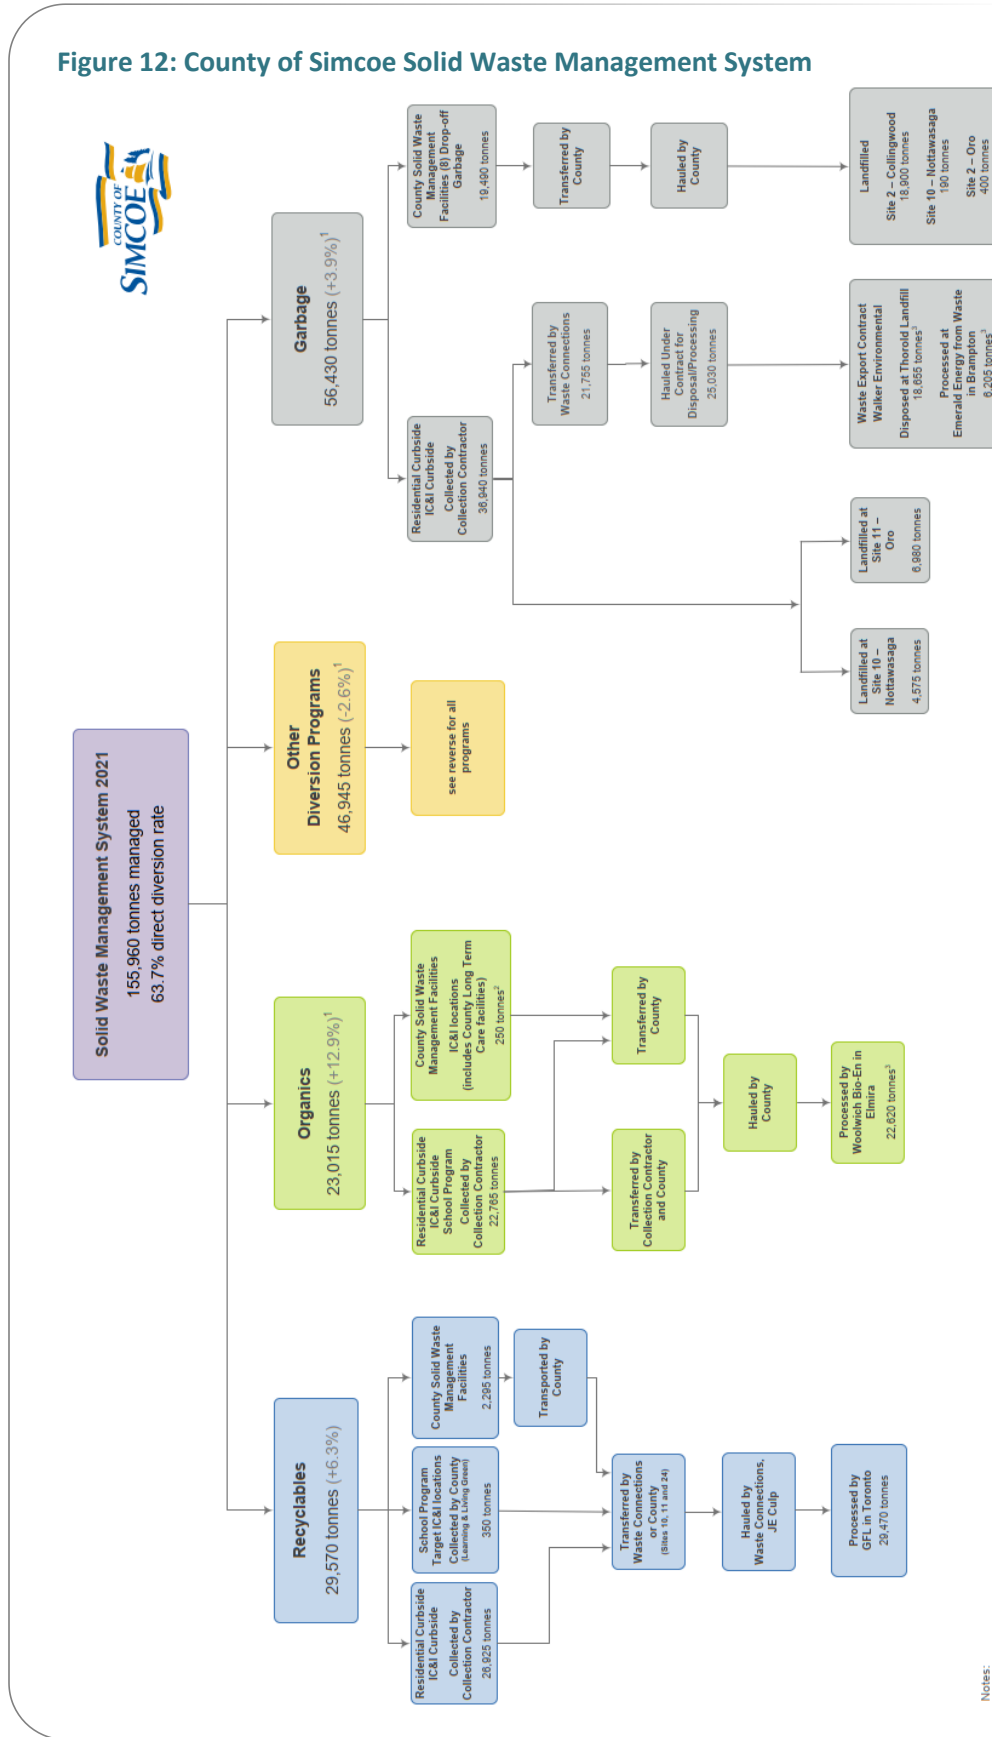 Figure 12: County of Simcoe Solid Waste Management System
COUNTY OF
SIMCOE
Solid Waste Management System 2021
155,960 tonnes managed
63.7% direct diversion rate
Recyclables
29,570 tonnes (+6.3%)
Organics
23,015 tonnes (+12.9%)¹
Other
Diversion Programs
46,945 tonnes (-2.6%)¹
Garbage
56,430 tonnes (+3.9%)¹
Residential Curbside
IC&I Curbside
Collected by
Collection Contractor
26,925 tonnes
School Program
Target IC&I locations
Collected by County
(Learning & Living Green)
350 tonnes
County Solid Waste
Management
Facilities
2,295 tonnes
Transported by
County
Transferred by
Waste Connections
or County
(Sites 10, 11 and 24)
Hauled by
Waste Connections,
JE Culp
Processed by
GFL in Toronto
29,470 tonnes
Residential Curbside
IC&I Curbside
School Program
Collected by
Collection Contractor
22,765 tonnes
County Solid Waste
Management Facilities
IC&I locations
(includes County Long Term
Care facilities)
250 tonnes²
Transferred by
Collection Contractor
and County
Transferred by
County
Hauled by
County
Processed by
Woolwich Bio-En in
Elmira
22,620 tonnes³
see reverse for all
programs
Residential Curbside
IC&I Curbside
Collected by
Collection Contractor
36,940 tonnes
County Solid Waste
Management
Facilities (8) Drop-off
Garbage
19,490 tonnes
Transferred by
Waste Connections
21,755 tonnes
Hauled Under
Contract for
Disposal/Processing
25,030 tonnes
Transferred by
County
Hauled by
County
Landfilled at
Site 10 –
Nottawasaga
4,575 tonnes
Landfilled at
Site 11 –
Oro
6,980 tonnes
Waste Export Contract
Walker Environmental
Disposed at Thorold Landfill
18,655 tonnes³
Processed at
Emerald Energy from Waste
in Brampton
6,205 tonnes³
Landfilled
Site 2 – Collingwood
18,900 tonnes
Site 10 – Nottawasaga
190 tonnes
Site 2 – Oro
400 tonnes
Notes: